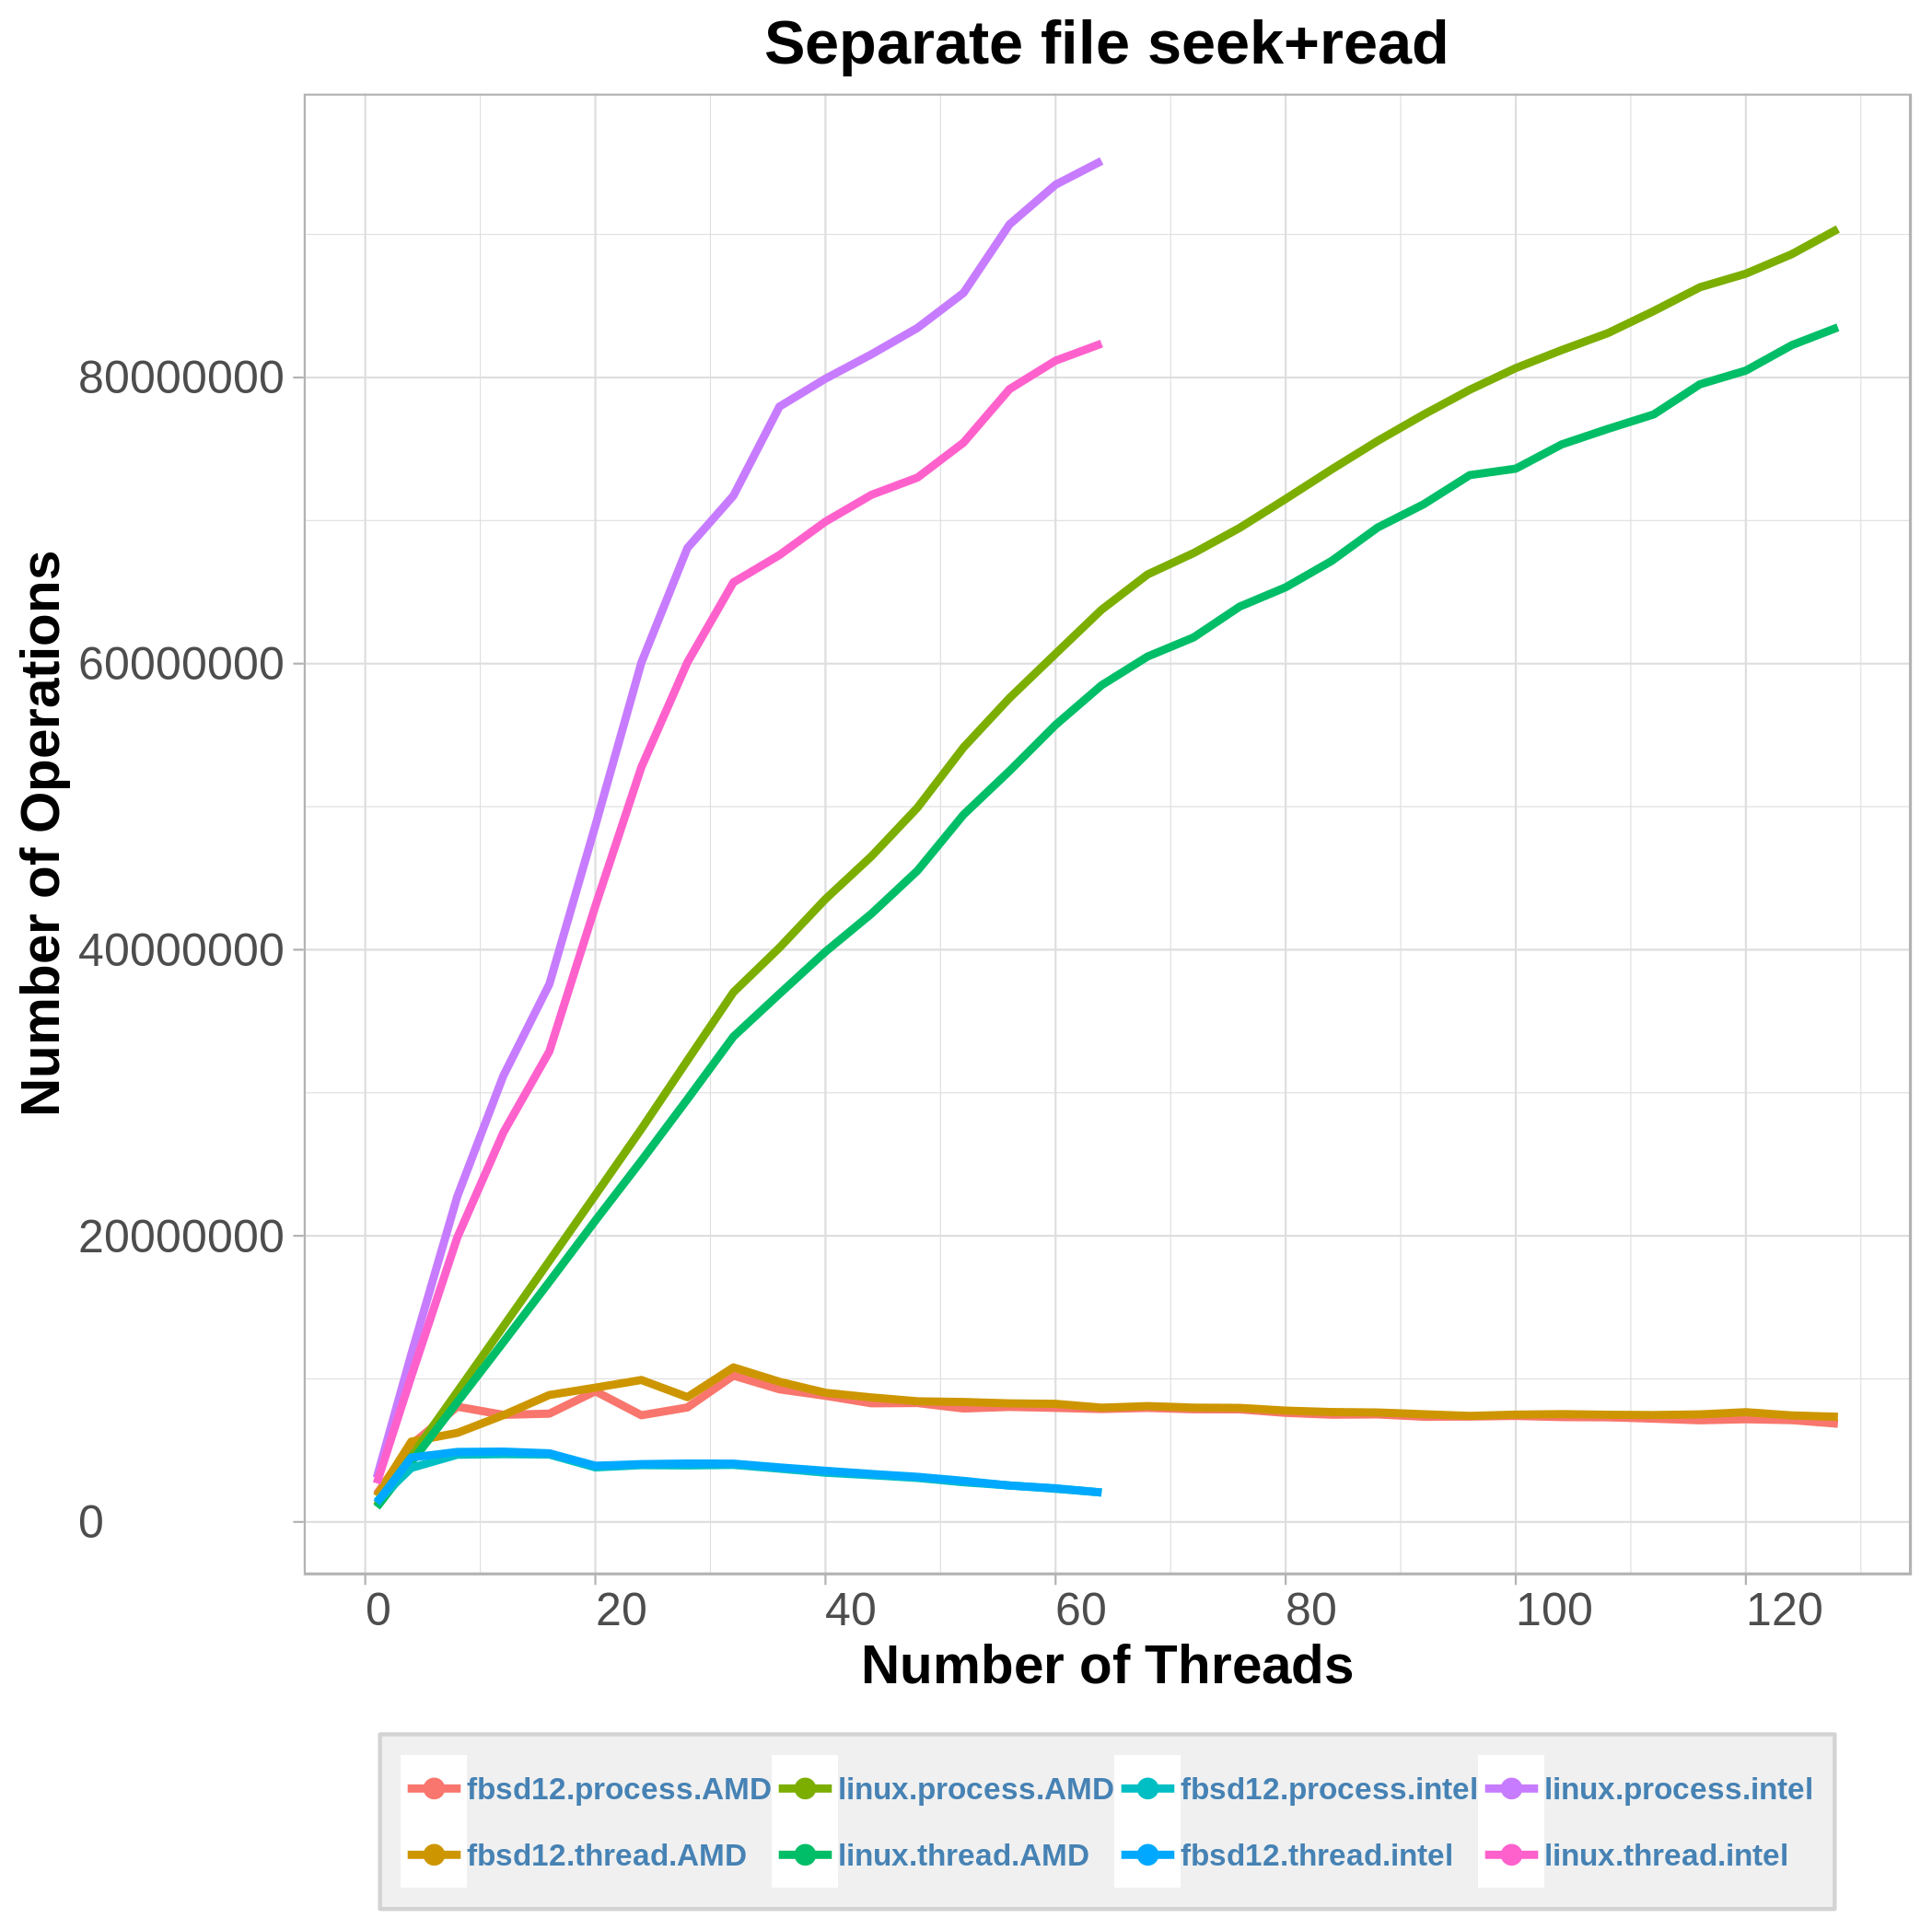 Separate file seek+read
Number of Operations
80000000
60000000
40000000
20000000
0
0 20 40 60 80 100 120
Number of Threads
fbsd12.process.AMD linux.process.AMD fbsd12.process.intel linux.process.intel
fbsd12.thread.AMD linux.thread.AMD fbsd12.thread.intel linux.thread.intel